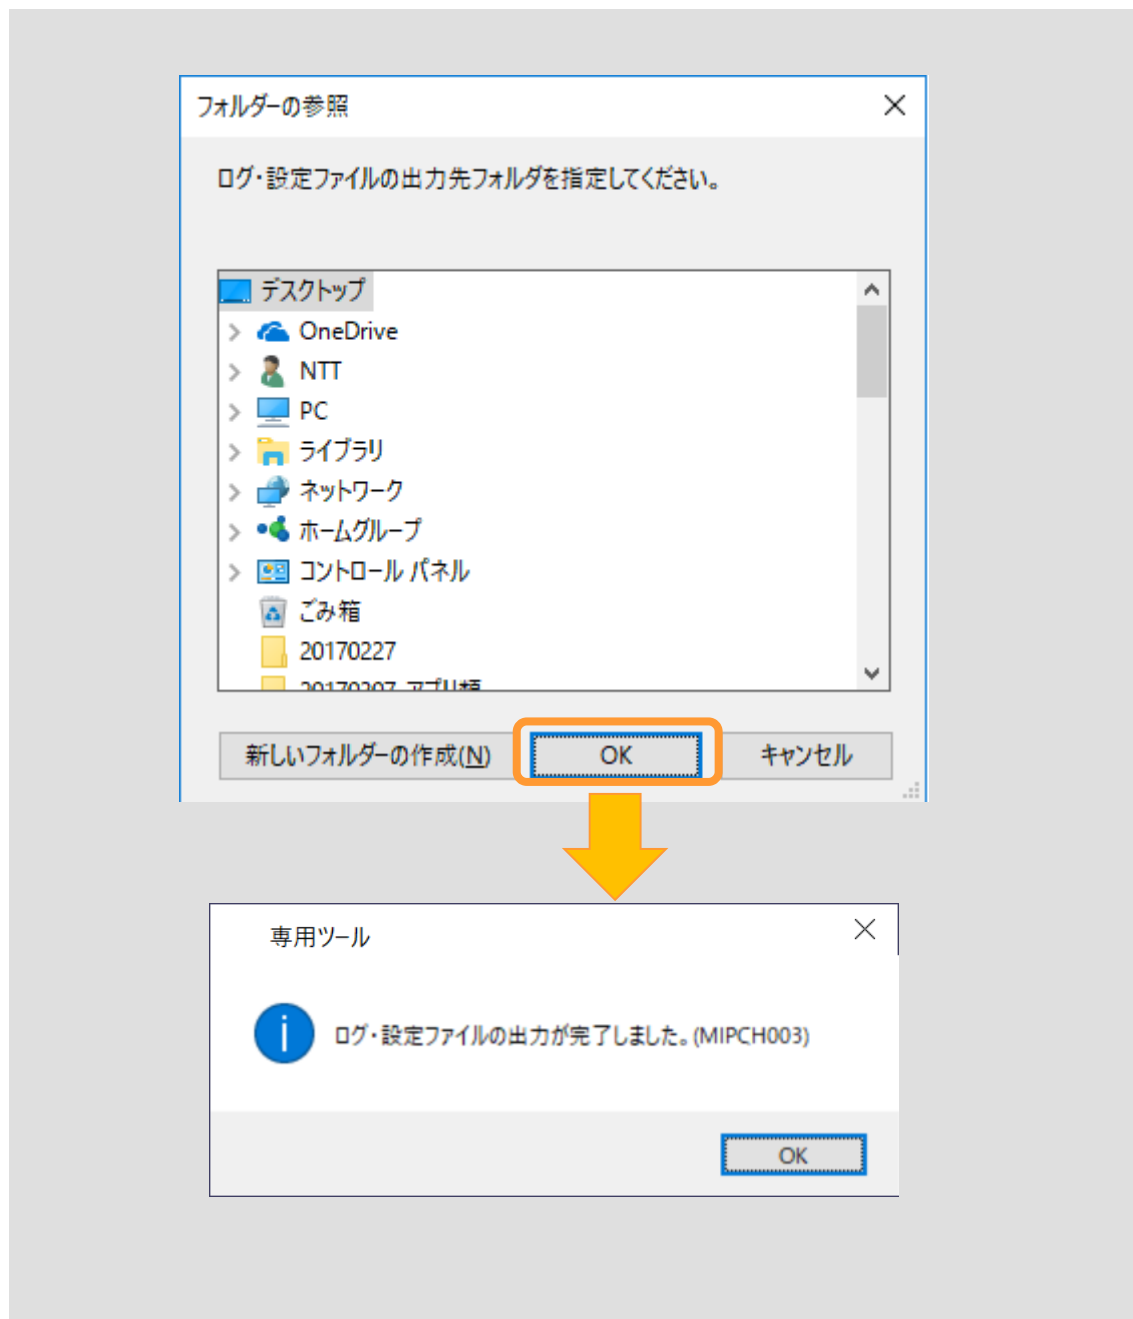 フォルダーの参照
ログ・設定ファイルの出力先フォルダを指定してください。
デスクトップ
OneDrive
NTT
PC
ライブラリ
ネットワーク
ホームグループ
コントロール パネル
ごみ箱
20170227
新しいフォルダーの作成(N) OK キャンセル
専用ツール
ログ・設定ファイルの出力が完了しました。(MIPCH003)
OK